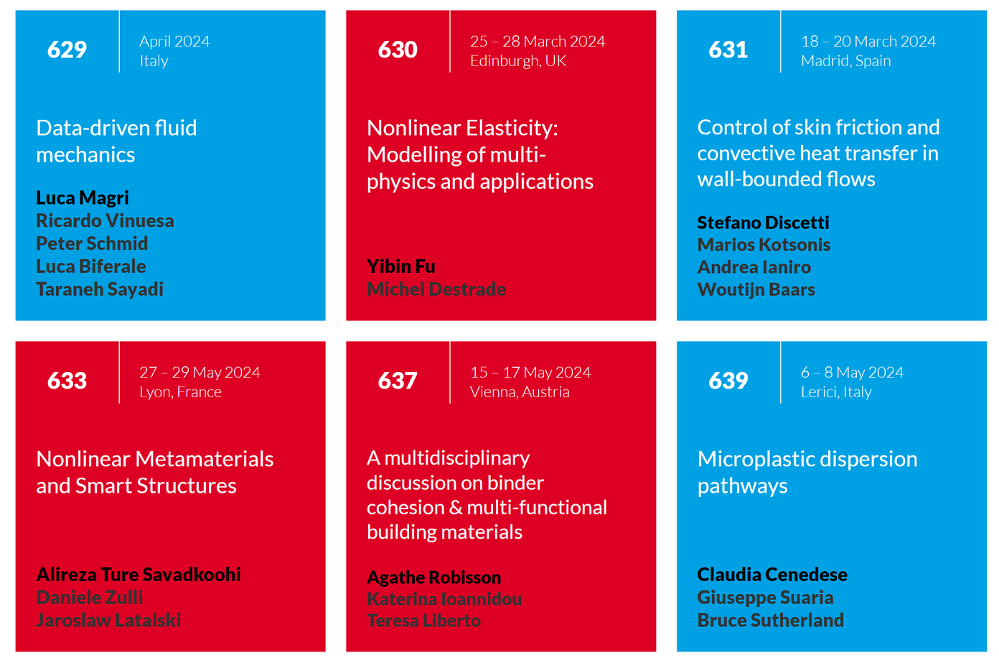 629
April 2024
Italy
Data-driven fluid
mechanics
Luca Magri
Ricardo Vinuesa
Peter Schmid
Luca Biferale
Taraneh Sayadi
630
25 – 28 March 2024
Edinburgh, UK
Nonlinear Elasticity:
Modelling of multi-
physics and applications
Yibin Fu
Michel Destrade
631
18 – 20 March 2024
Madrid, Spain
Control of skin friction and
convective heat transfer in
wall-bounded flows
Stefano Discetti
Marios Kotsonis
Andrea Ianiro
Woutijn Baars
633
27 – 29 May 2024
Lyon, France
Nonlinear Metamaterials
and Smart Structures
Alireza Ture Savadkoohi
Daniele Zulli
Jaroslaw Latalski
637
15 – 17 May 2024
Vienna, Austria
A multidisciplinary
discussion on binder
cohesion & multi-functional
building materials
Agathe Robisson
Katerina Ioannidou
Teresa Liberto
639
6 – 8 May 2024
Lerici, Italy
Microplastic dispersion
pathways
Claudia Cenedese
Giuseppe Suaria
Bruce Sutherland